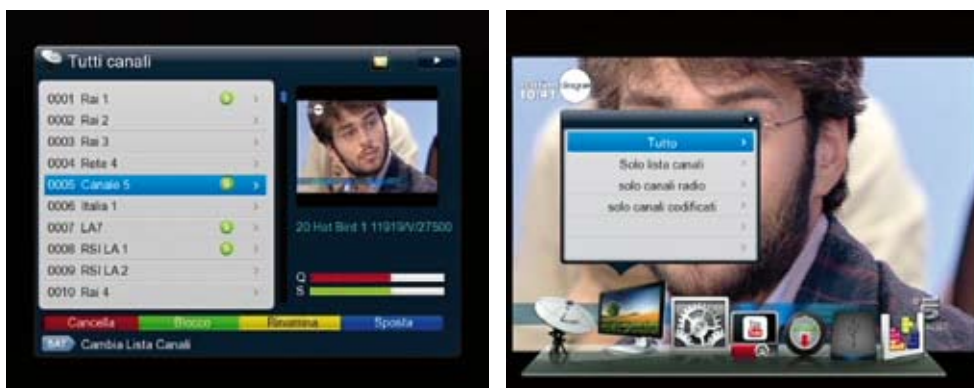 Tutti canali
0001 Rai 1
0002 Rai 2
0003 Rai 3
0004 Rete 4
0005 Canale 5
0006 Italia 1
0007 LA7
0008 RSI LA 1
0009 RSI LA 2
0010 Rai 4
20 Hot Bird 1 11919/V/27500
Q
S
Cancella Blocco Rinomina Sposta
SAT Cambia Lista Canali
10:41
Tutto
Solo lista canali
solo canali radio
solo canali codificati